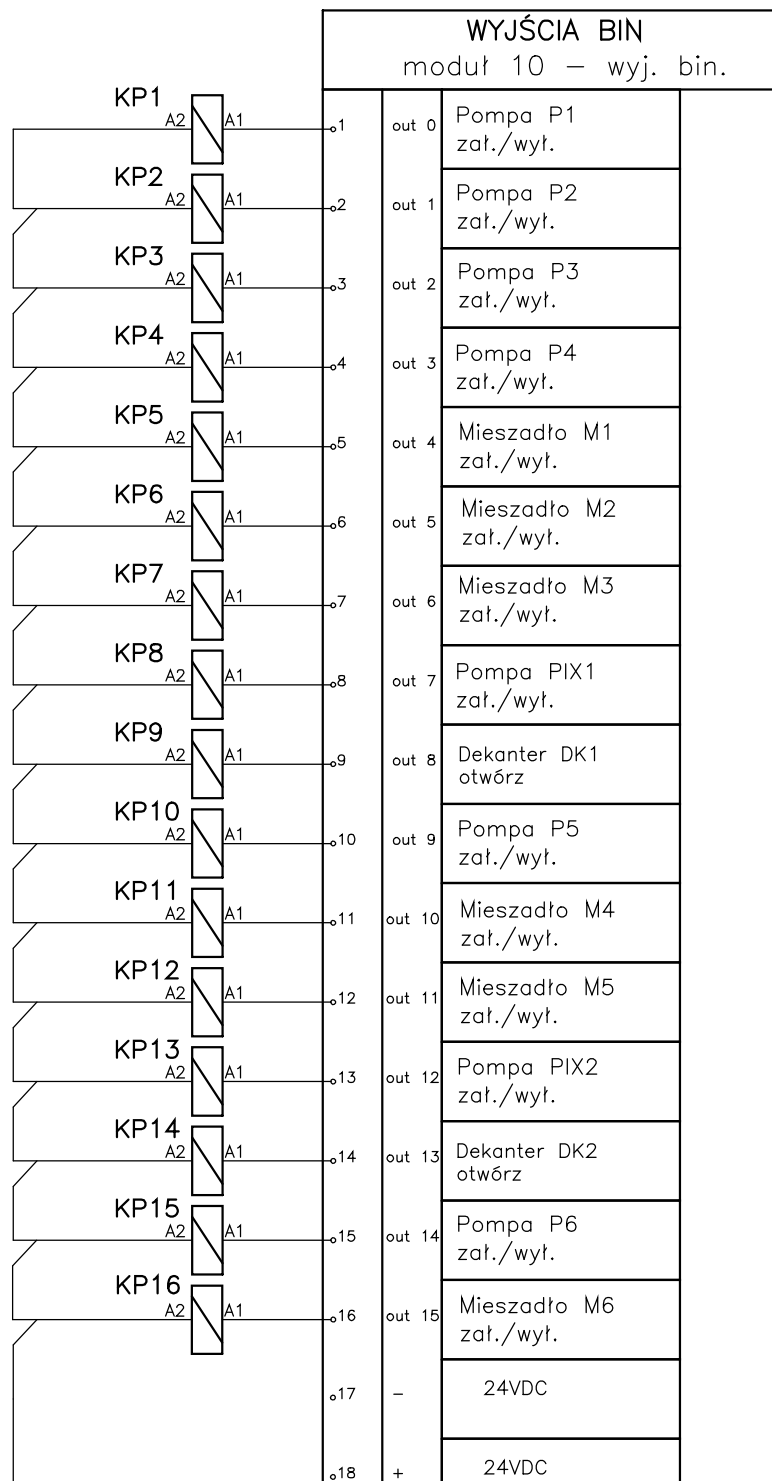 WYJŚCIA BIN
moduł 10 – wyj. bin.
KP1
A2 A1 1 out 0 Pompa P1
zał./wył.
KP2
A2 A1 2 out 1 Pompa P2
zał./wył.
KP3
A2 A1 3 out 2 Pompa P3
zał./wył.
KP4
A2 A1 4 out 3 Pompa P4
zał./wył.
KP5
A2 A1 5 out 4 Mieszadło M1
zał./wył.
KP6
A2 A1 6 out 5 Mieszadło M2
zał./wył.
KP7
A2 A1 7 out 6 Mieszadło M3
zał./wył.
KP8
A2 A1 8 out 7 Pompa PIX1
zał./wył.
KP9
A2 A1 9 out 8 Dekanter DK1
otwórz
KP10
A2 A1 10 out 9 Pompa P5
zał./wył.
KP11
A2 A1 11 out 10 Mieszadło M4
zał./wył.
KP12
A2 A1 12 out 11 Mieszadło M5
zał./wył.
KP13
A2 A1 13 out 12 Pompa PIX2
zał./wył.
KP14
A2 A1 14 out 13 Dekanter DK2
otwórz
KP15
A2 A1 15 out 14 Pompa P6
zał./wył.
KP16
A2 A1 16 out 15 Mieszadło M6
zał./wył.
17 – 24VDC
18 + 24VDC